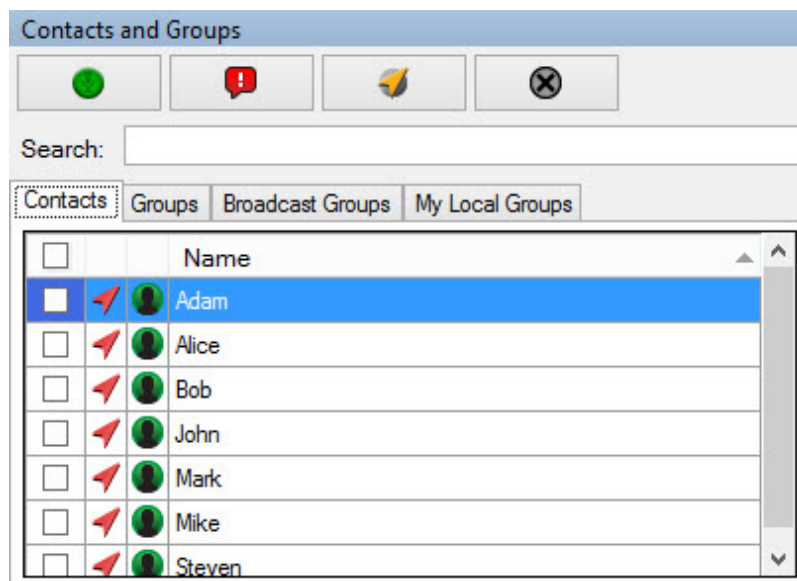 Contacts and Groups
Search:
Contacts Groups Broadcast Groups My Local Groups
Name
Adam
Alice
Bob
John
Mark
Mike
Steven